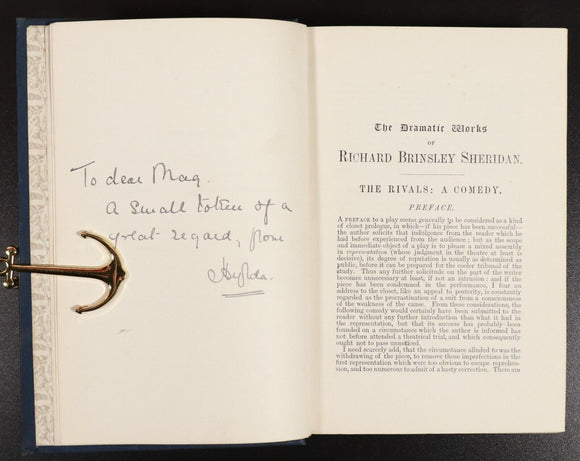 To dear Mag.
A small token of a
great regard, from
Hylda.
The Dramatic Works
OF
RICHARD BRINSLEY SHERIDAN.
THE RIVALS: A COMEDY.
PREFACE.
A PREFACE to a play seems generally to be considered as a kind
of closet prologue, in which—if his piece has been successful—
the author solicits that indulgence from the reader which he
had before experienced from the audience; but as the scope
and immediate object of a play is to please a mixed assembly
in representation (whose judgment in the theatre at least is
decisive), its degree of reputation is usually as determined as
public, before it can be prepared for the cooler tribunal of the
study. Thus any further solicitude on the part of the writer
becomes unnecessary at least, if not an intrusion: and if the
piece has been condemned in the performance, I fear an
address to the closet, like an appeal to posterity, is constantly
regarded as the procrastination of a suit from a consciousness
of the weakness of the cause. From these considerations, the
following comedy would certainly have been submitted to the
reader without any further introduction than what it had in
the representation, but that its success has probably been
founded on a circumstance which the author is informed has
not before attended a theatrical trial, and which consequently
ought not to pass unnoticed.
I need scarcely add, that the circumstance alluded to was the
withdrawing of the piece, to remove those imperfections in the
first representation which were too obvious to escape reprehen-
sion, and too numerous to admit of a hasty correction. There are